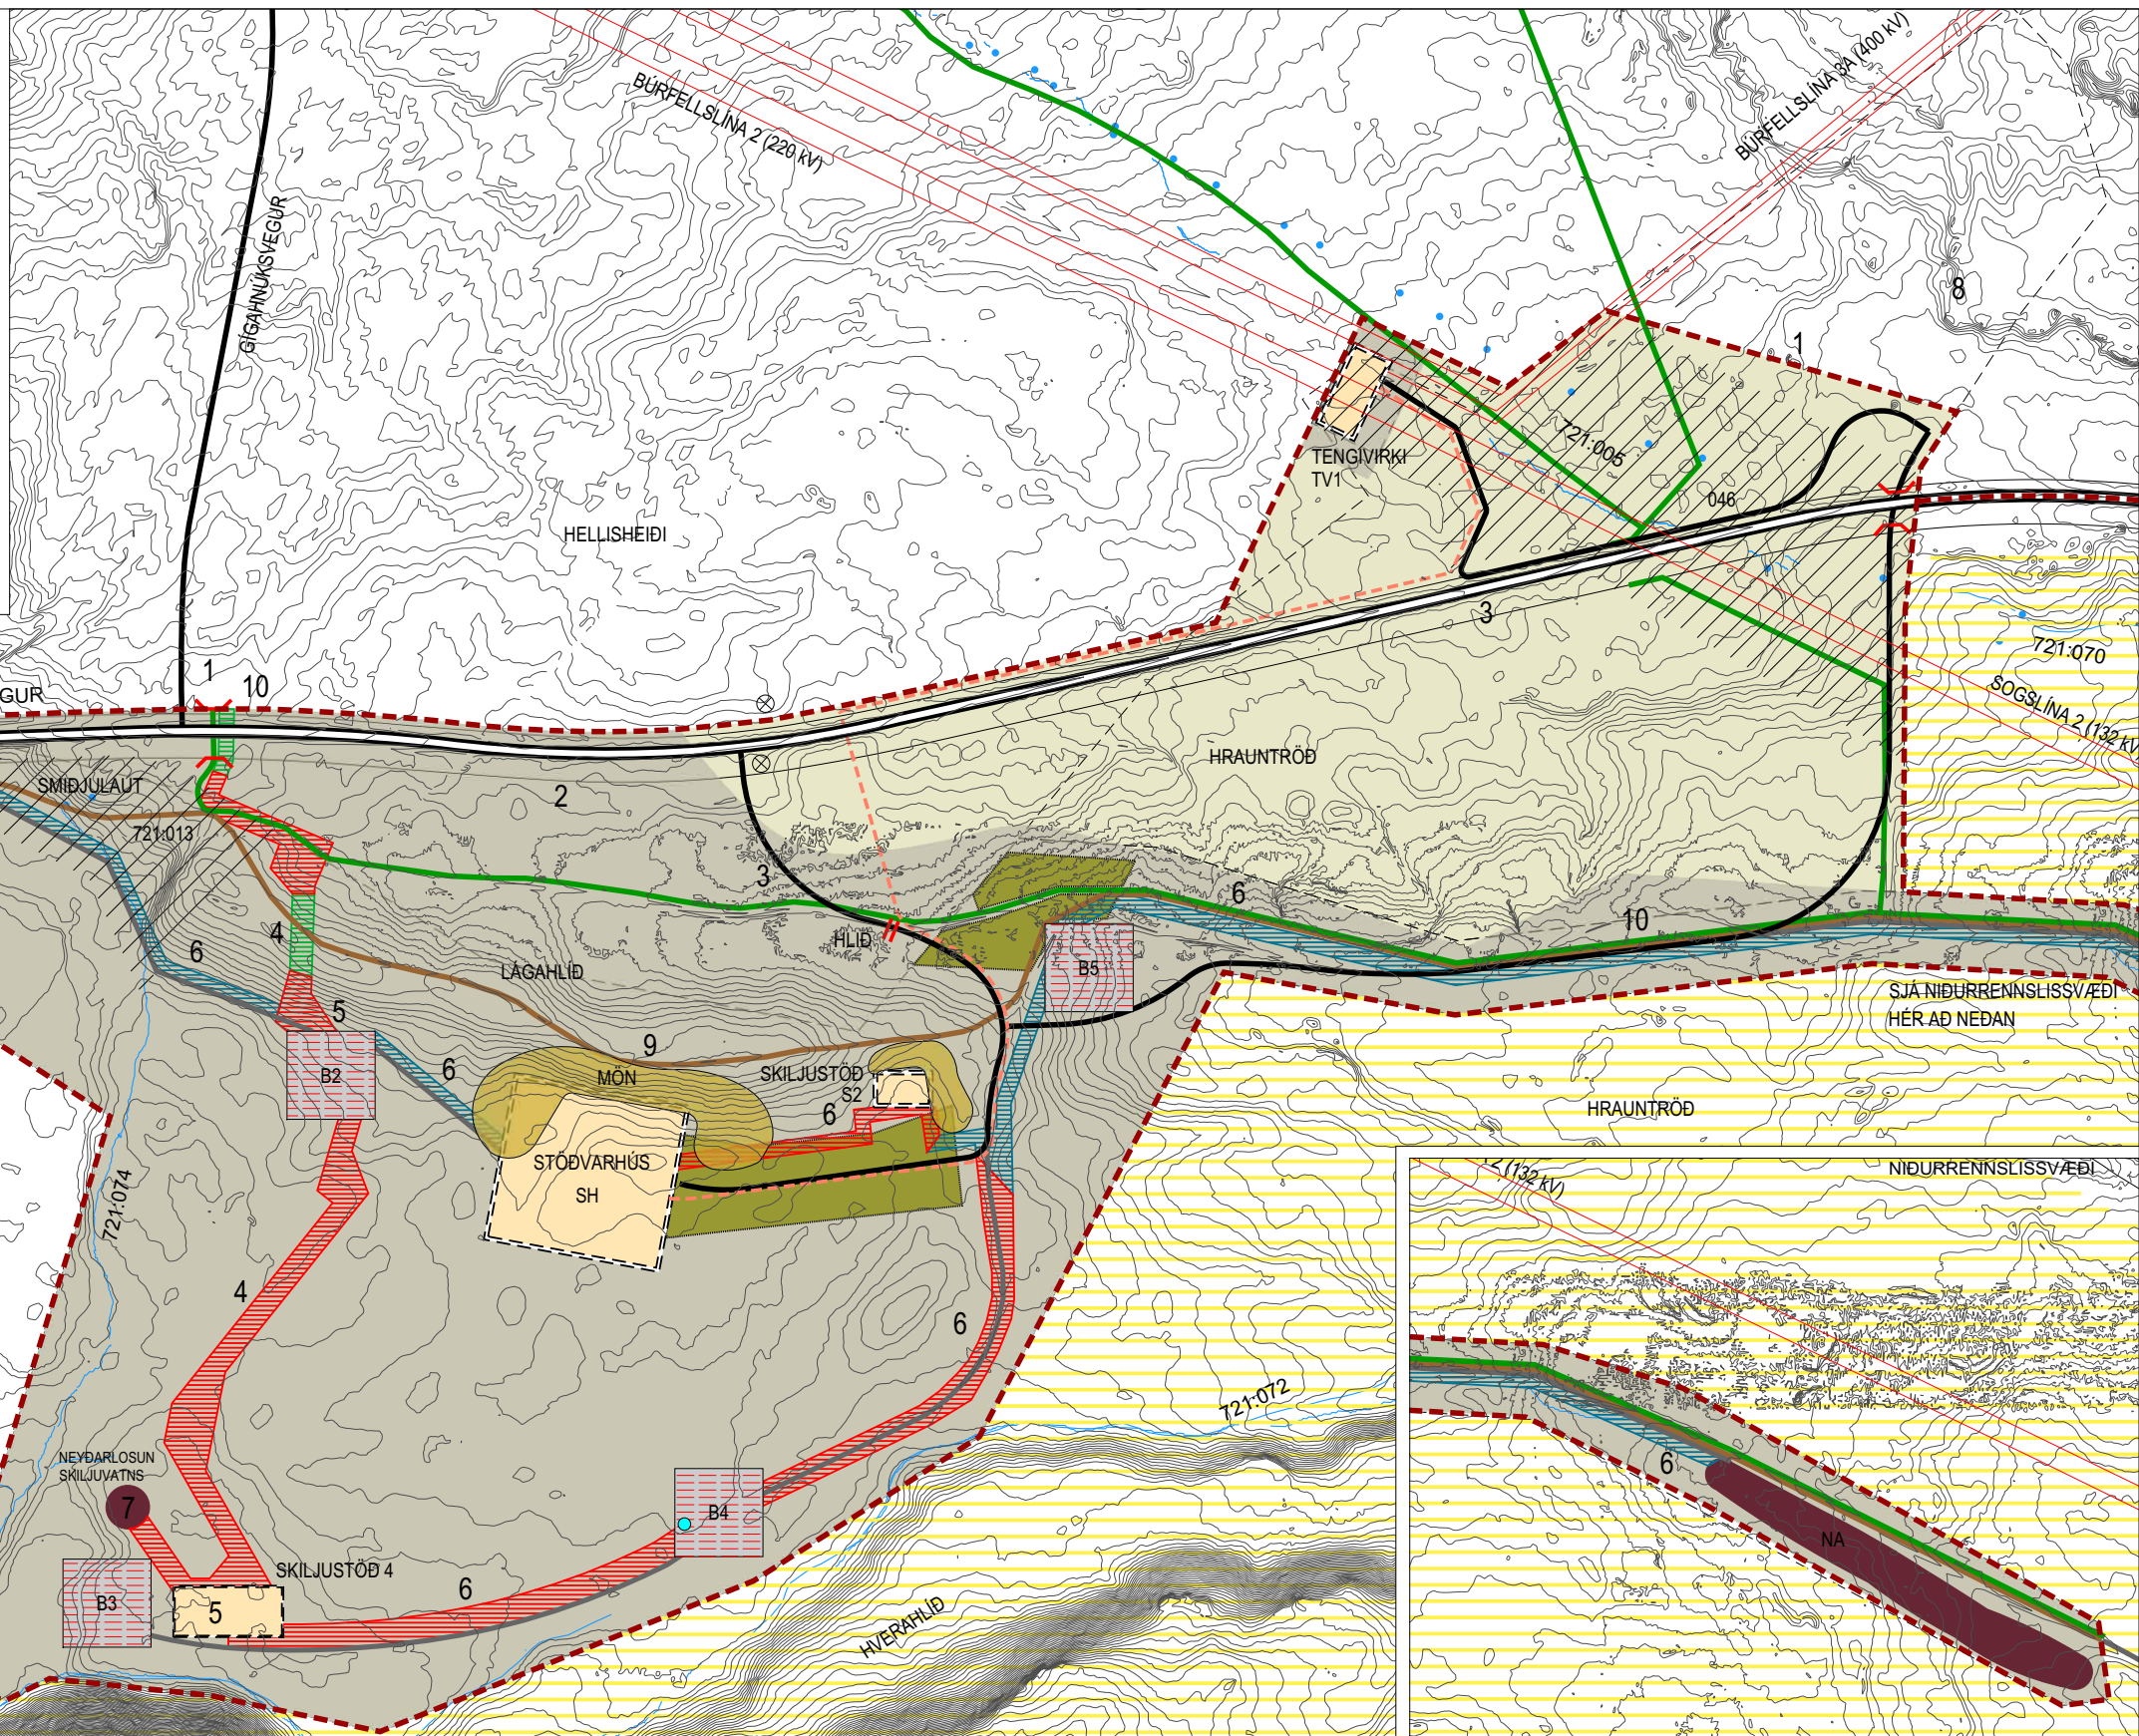 BÚRFELLSLÍNA 2 (220 kV)
BÚRFELLSLÍNA 3A (400 kV)
GÍGAHNÚKSVEGUR
8
1
TENGIVIRKI
TV1
721:005
046
HELLISHEIÐI
3
721:070
SOGSLÍNA 2 (132 kV
1
10
GUR
HRAUNTRÖÐ
SMIÐJULAUT
2
721:013
3
6
10
4
6
HLIÐ
LÁGAHLÍÐ
B5
5
SJÁ NIÐURRENNSLISSVÆÐI
HÉR AÐ NEÐAN
9
6
B2
MÖN
SKILJUSTÖÐ
S2
6
HRAUNTRÖÐ
STÖÐVARHÚS
SH
721:074
2 (132 kV)
NIÐURRENNSLISSVÆÐI
4
6
721:072
NEYÐARLOSUN
SKILJUVATNS
7
6
B4
NA
SKILJUSTÖÐ 4
6
B3
5
HVERAHLÍÐ